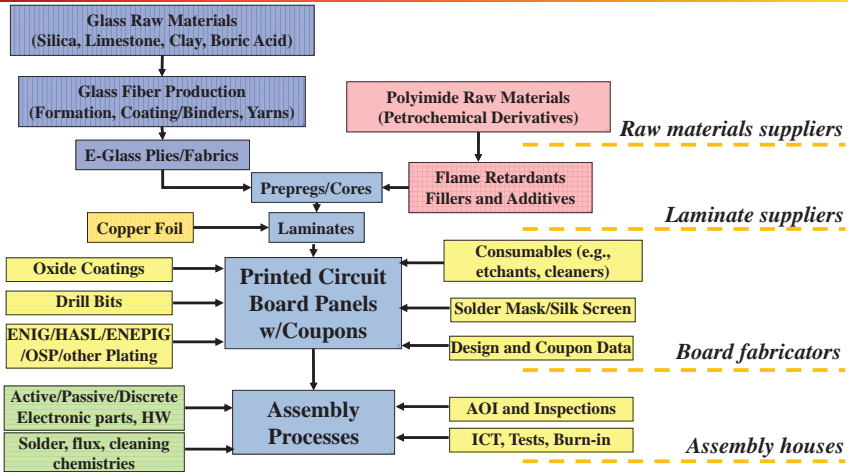 Glass Raw Materials
(Silica, Limestone, Clay, Boric Acid)
Glass Fiber Production
(Formation, Coating/Binders, Yarns)
Polyimide Raw Materials
(Petrochemical Derivatives)
Raw materials suppliers
E-Glass Plies/Fabrics
Flame Retardants
Fillers and Additives
Prepregs/Cores
Laminate suppliers
Copper Foil
Laminates
Oxide Coatings
Drill Bits
ENIG/HASL/ENEPIG
/OSP/other Plating
Printed Circuit
Board Panels
w/Coupons
Consumables (e.g.,
etchants, cleaners)
Solder Mask/Silk Screen
Design and Coupon Data
Board fabricators
Active/Passive/Discrete
Electronic parts, HW
Solder, flux, cleaning
chemistries
Assembly
Processes
AOI and Inspections
ICT, Tests, Burn-in
Assembly houses